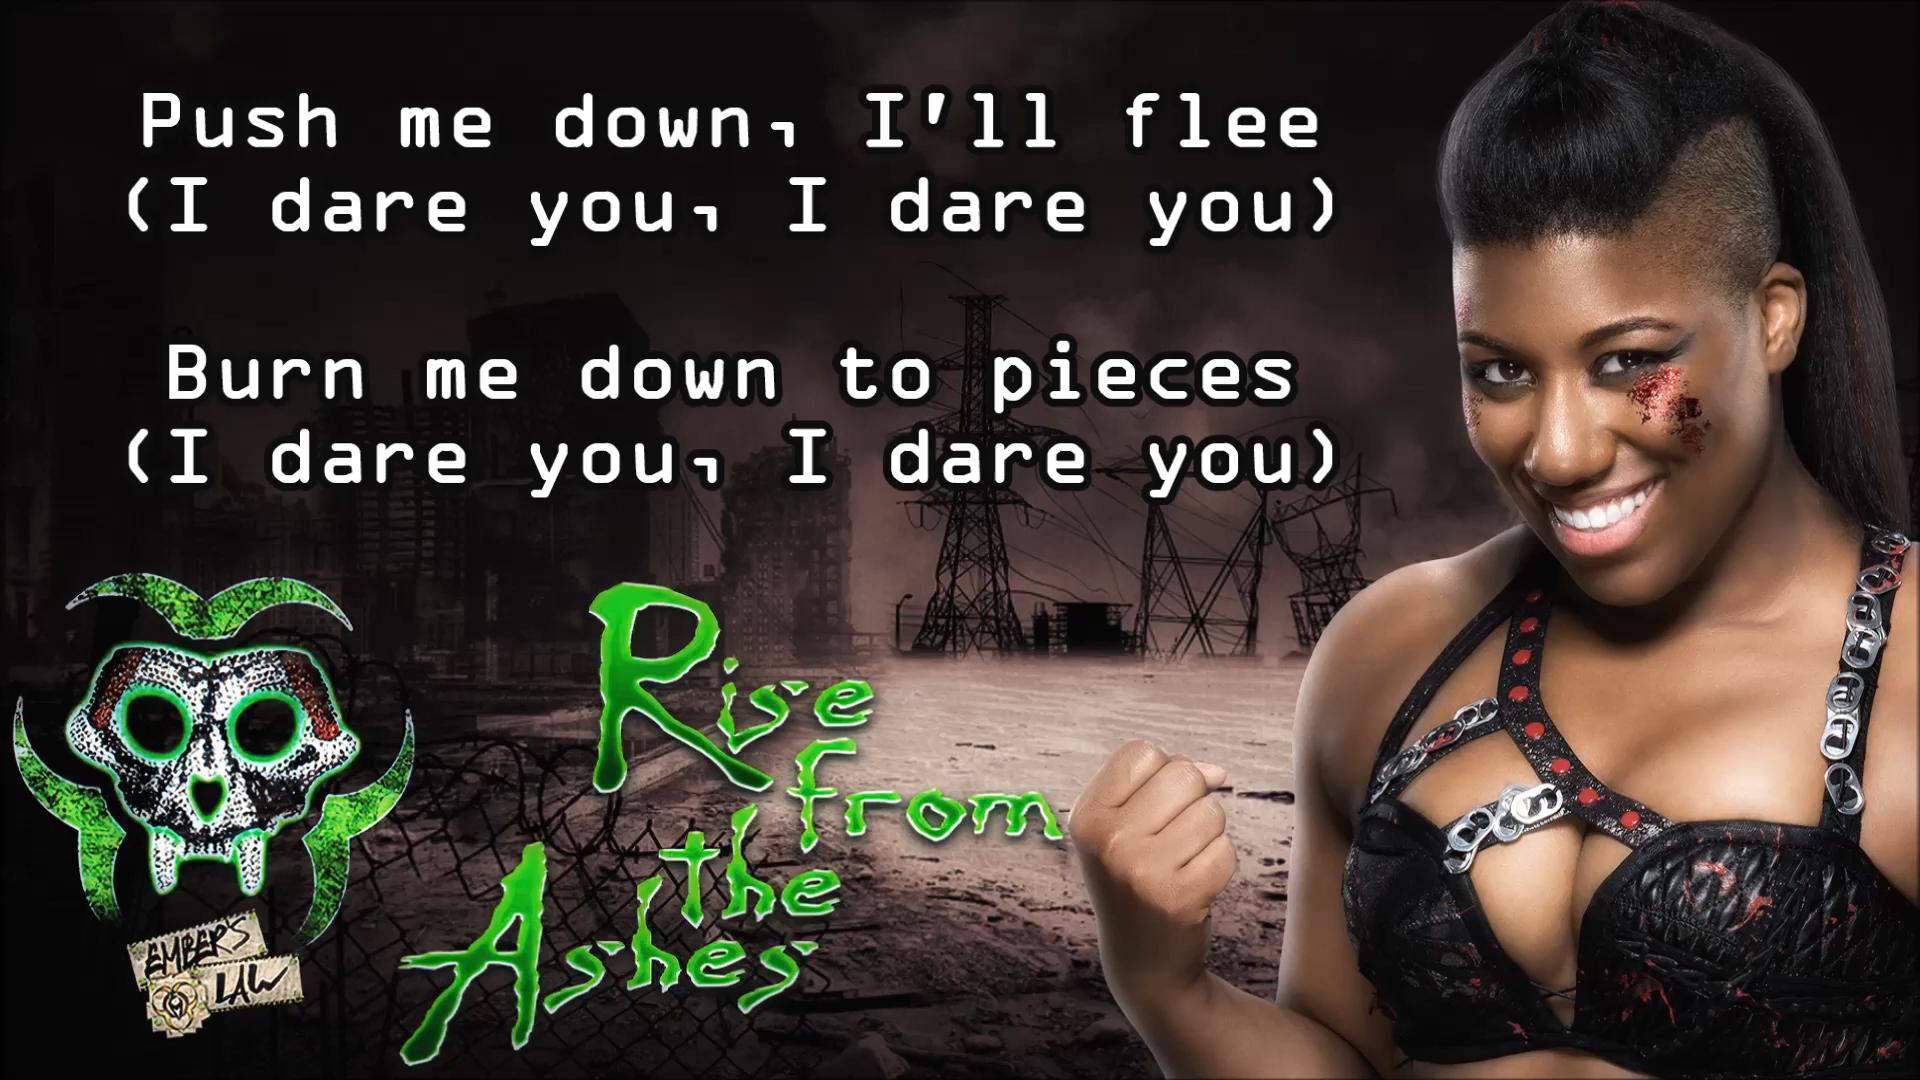 Push me down, I'll flee
(I dare you, I dare you)
Burn me down to pieces
(I dare you, I dare you)
Rise
from
the
Ashes
EMBER'S
LAW